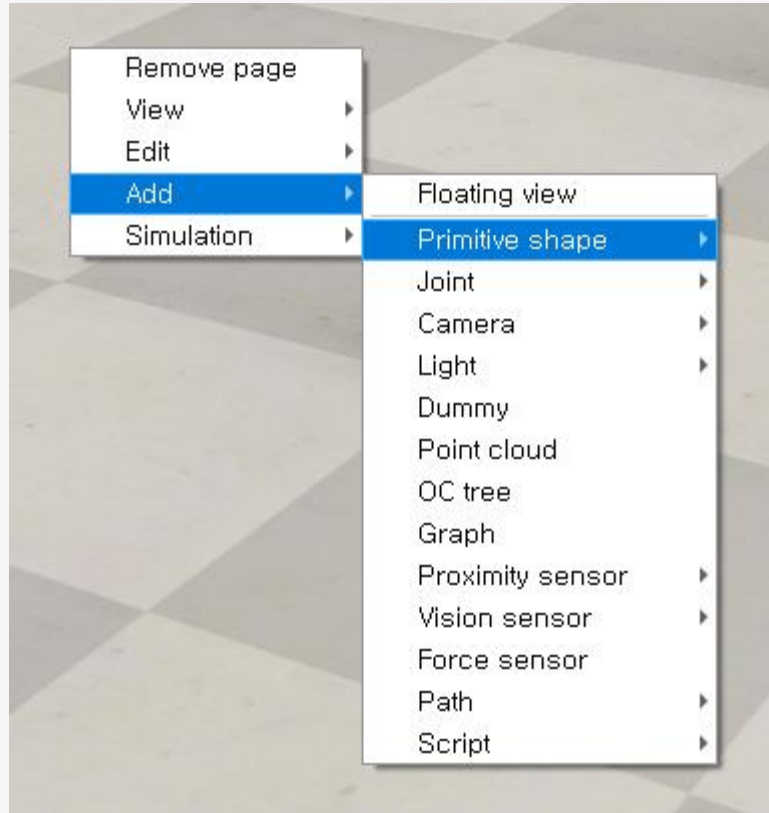 Remove page
View
Edit
Add
Simulation
Floating view
Primitive shape
Joint
Camera
Light
Dummy
Point cloud
OC tree
Graph
Proximity sensor
Vision sensor
Force sensor
Path
Script